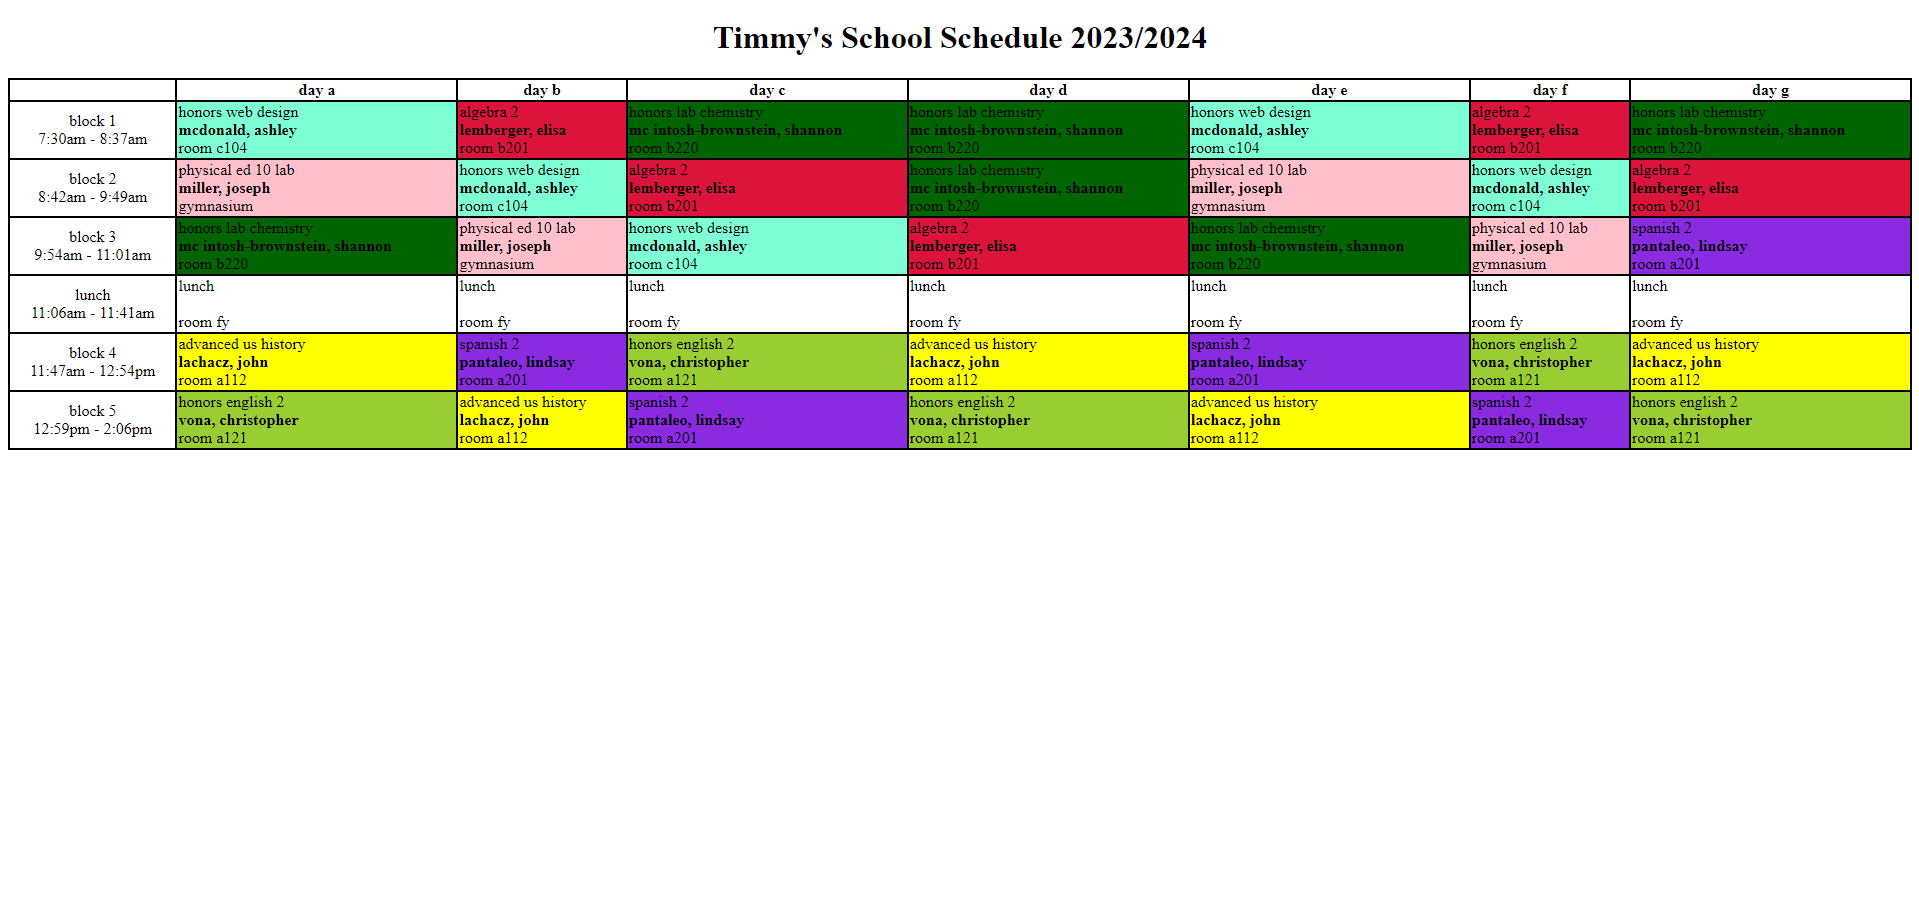 Timmy's School Schedule 2023/2024
day a day b day c day d day e day f day g
block 1
7:30am - 8:37am
honors web design
mcdonald, ashley
room c104
algebra 2
lemberger, elisa
room b201
honors lab chemistry
mc intosh-brownstein, shannon
room b220
honors lab chemistry
mc intosh-brownstein, shannon
room b220
honors web design
mcdonald, ashley
room c104
algebra 2
lemberger, elisa
room b201
honors lab chemistry
mc intosh-brownstein, shannon
room b220
block 2
8:42am - 9:49am
physical ed 10 lab
miller, joseph
gymnasium
honors web design
mcdonald, ashley
room c104
algebra 2
lemberger, elisa
room b201
honors lab chemistry
mc intosh-brownstein, shannon
room b220
physical ed 10 lab
miller, joseph
gymnasium
honors web design
mcdonald, ashley
room c104
algebra 2
lemberger, elisa
room b201
block 3
9:54am - 11:01am
honors lab chemistry
mc intosh-brownstein, shannon
room b220
physical ed 10 lab
miller, joseph
gymnasium
honors web design
mcdonald, ashley
room c104
algebra 2
lemberger, elisa
room b201
honors lab chemistry
mc intosh-brownstein, shannon
room b220
physical ed 10 lab
miller, joseph
gymnasium
spanish 2
pantaleo, lindsay
room a201
lunch
11:06am - 11:41am
lunch
room fy
lunch
room fy
lunch
room fy
lunch
room fy
lunch
room fy
lunch
room fy
lunch
room fy
block 4
11:47am - 12:54pm
advanced us history
lachacz, john
room a112
spanish 2
pantaleo, lindsay
room a201
honors english 2
vona, christopher
room a121
advanced us history
lachacz, john
room a112
spanish 2
pantaleo, lindsay
room a201
honors english 2
vona, christopher
room a121
advanced us history
lachacz, john
room a112
block 5
12:59pm - 2:06pm
honors english 2
vona, christopher
room a121
advanced us history
lachacz, john
room a112
spanish 2
pantaleo, lindsay
room a201
honors english 2
vona, christopher
room a121
advanced us history
lachacz, john
room a112
spanish 2
pantaleo, lindsay
room a201
honors english 2
vona, christopher
room a121